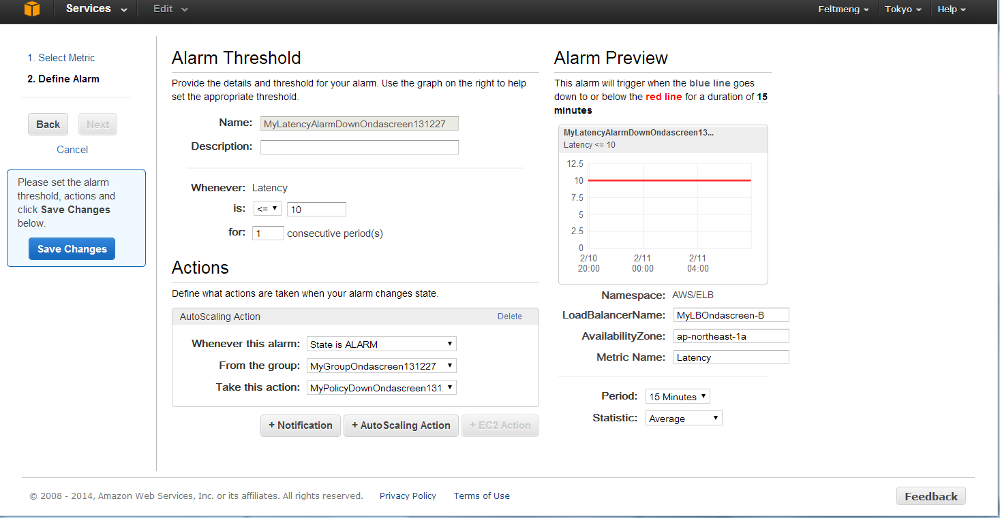 Services Edit Feltmeng Tokyo Help
1. Select Metric
2. Define Alarm
Back Next
Cancel
Please set the alarm
threshold, actions and
click Save Changes
below.
Save Changes
Alarm Threshold
Provide the details and threshold for your alarm. Use the graph on the right to help
set the appropriate threshold.
Name: MyLatencyAlarmDownOndascreen131227
Description:
Whenever: Latency
is: <= 10
for: 1 consecutive period(s)
Actions
Define what actions are taken when your alarm changes state.
AutoScaling Action Delete
Whenever this alarm: State is ALARM
From the group: MyGroupOndascreen131227
Take this action: MyPolicyDownOndascreen131
+ Notification + AutoScaling Action + EC2 Action
Alarm Preview
This alarm will trigger when the blue line goes
down to or below the red line for a duration of 15
minutes
MyLatencyAlarmDownOndascreen13...
Latency <= 10
12.5
10
7.5
5
2.5
0
2/10 2/11 2/11
20:00 00:00 04:00
Namespace: AWS/ELB
LoadBalancerName: MyLBOndascreen-B
AvailabilityZone: ap-northeast-1a
Metric Name: Latency
Period: 15 Minutes
Statistic: Average
© 2008 - 2014, Amazon Web Services, Inc. or its affiliates. All rights reserved. Privacy Policy Terms of Use Feedback